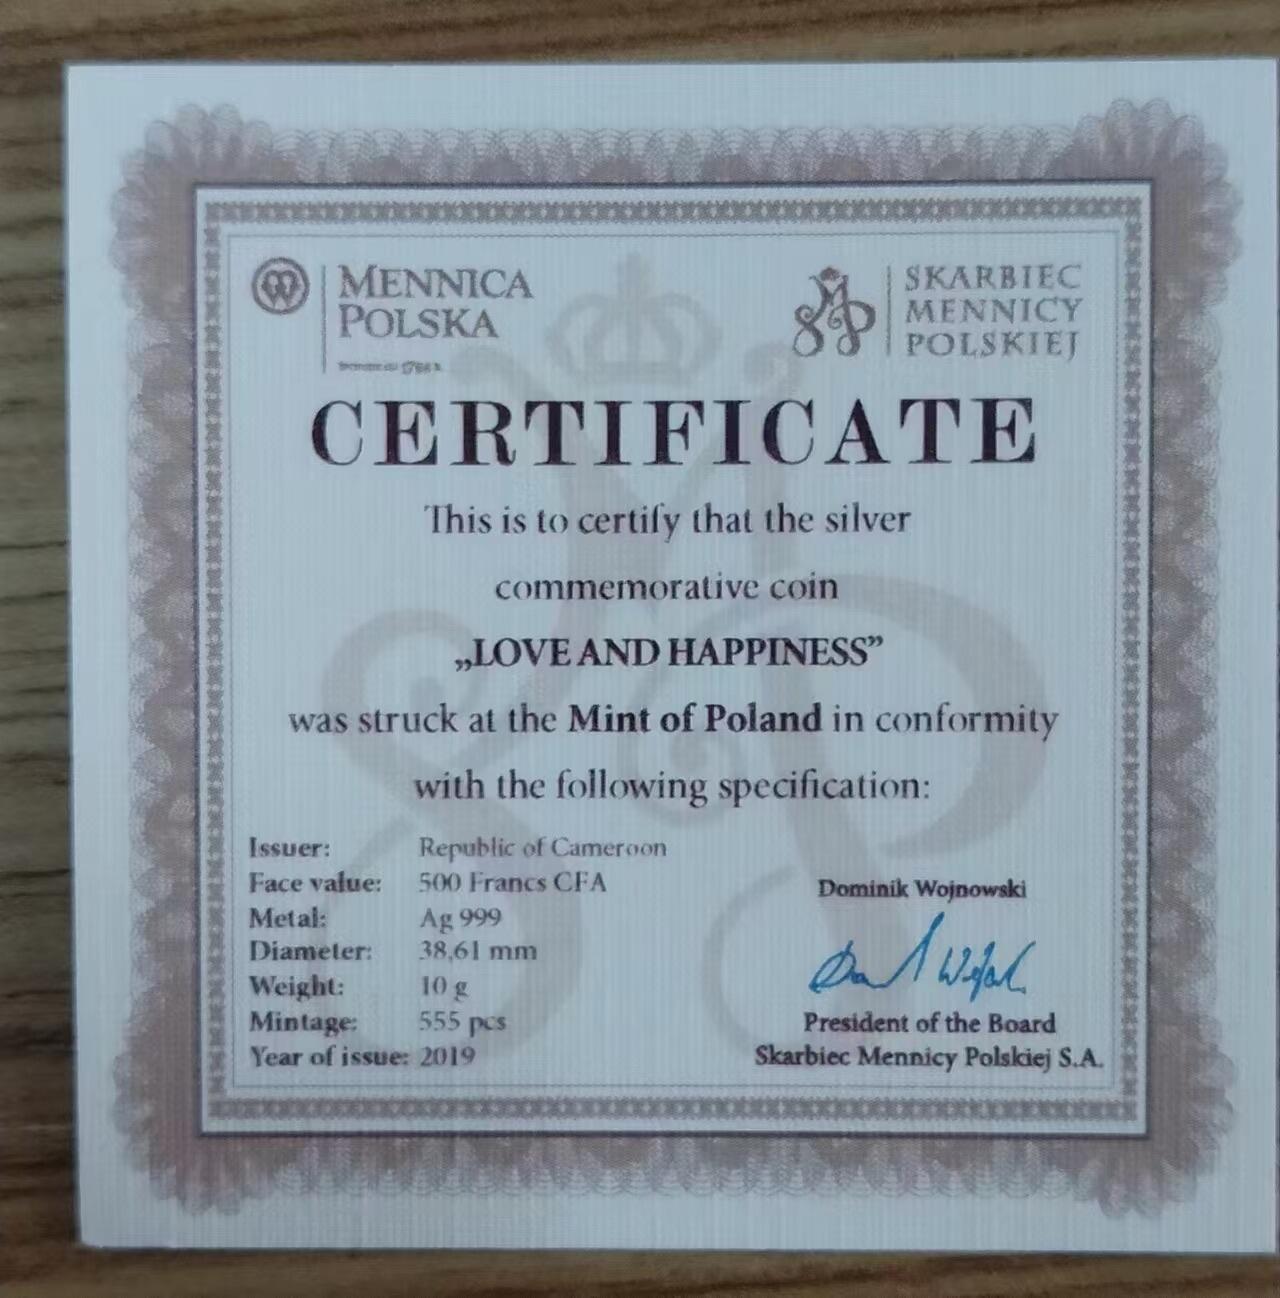 MENNICA
POLSKA
1766 r.
SKARBIEC
MENNICY
POLSKIEJ
CERTIFICATE
This is to certify that the silver
commemorative coin
„LOVE AND HAPPINESS”
was struck at the Mint of Poland in conformity
with the following specification:
Issuer: Republic of Cameroon
Face value: 500 Francs CFA
Metal: Ag 999
Diameter: 38,61 mm
Weight: 10 g
Mintage: 555 pcs
Year of issue: 2019
Dominik Wojnowski
President of the Board
Skarbiec Mennicy Polskiej S.A.